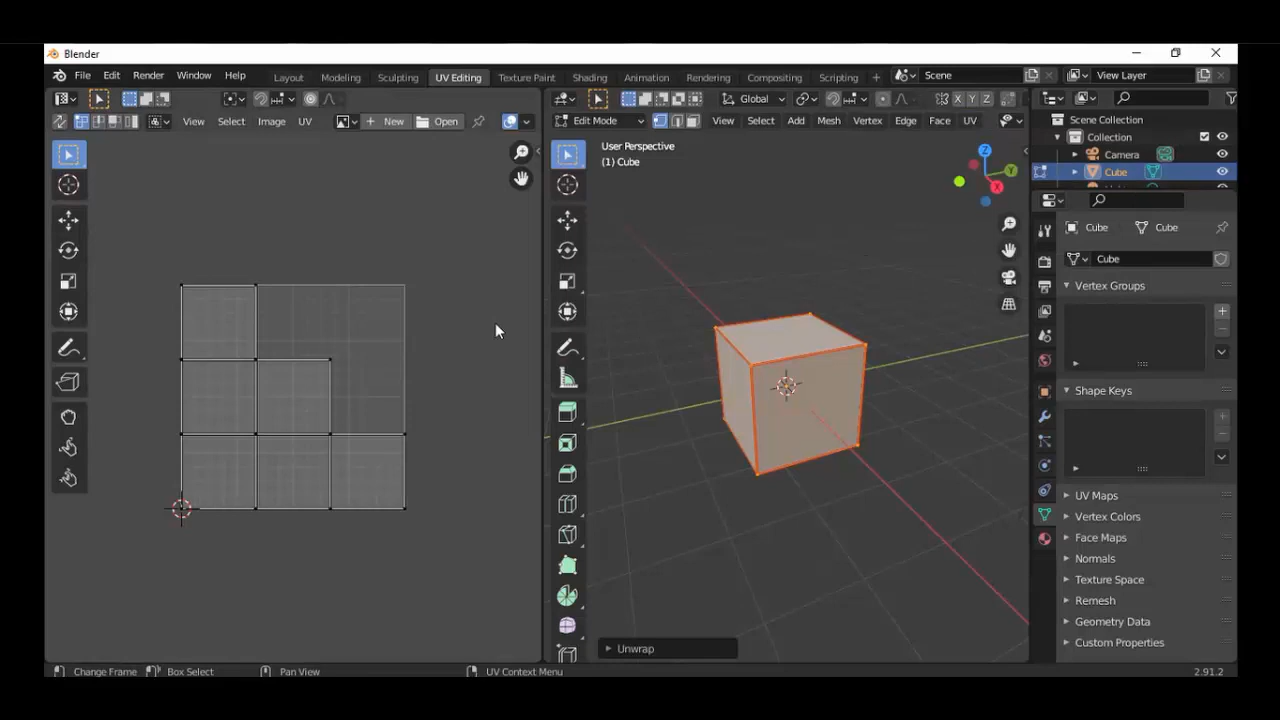 Blender
File Edit Render Window Help Layout Modeling Sculpting UV Editing Texture Paint Shading Animation Rendering Compositing Scripting + Scene View Layer
Global X Y Z
View Select Image UV + New Open Edit Mode View Select Add Mesh Vertex Edge Face UV
Scene Collection
Collection
Camera
Cube
User Perspective
(1) Cube
Z
Y
X
Cube Cube
Cube
Vertex Groups
Shape Keys
UV Maps
Vertex Colors
Face Maps
Normals
Texture Space
Remesh
Geometry Data
Custom Properties
Unwrap
Change Frame Box Select Pan View UV Context Menu 2.91.2